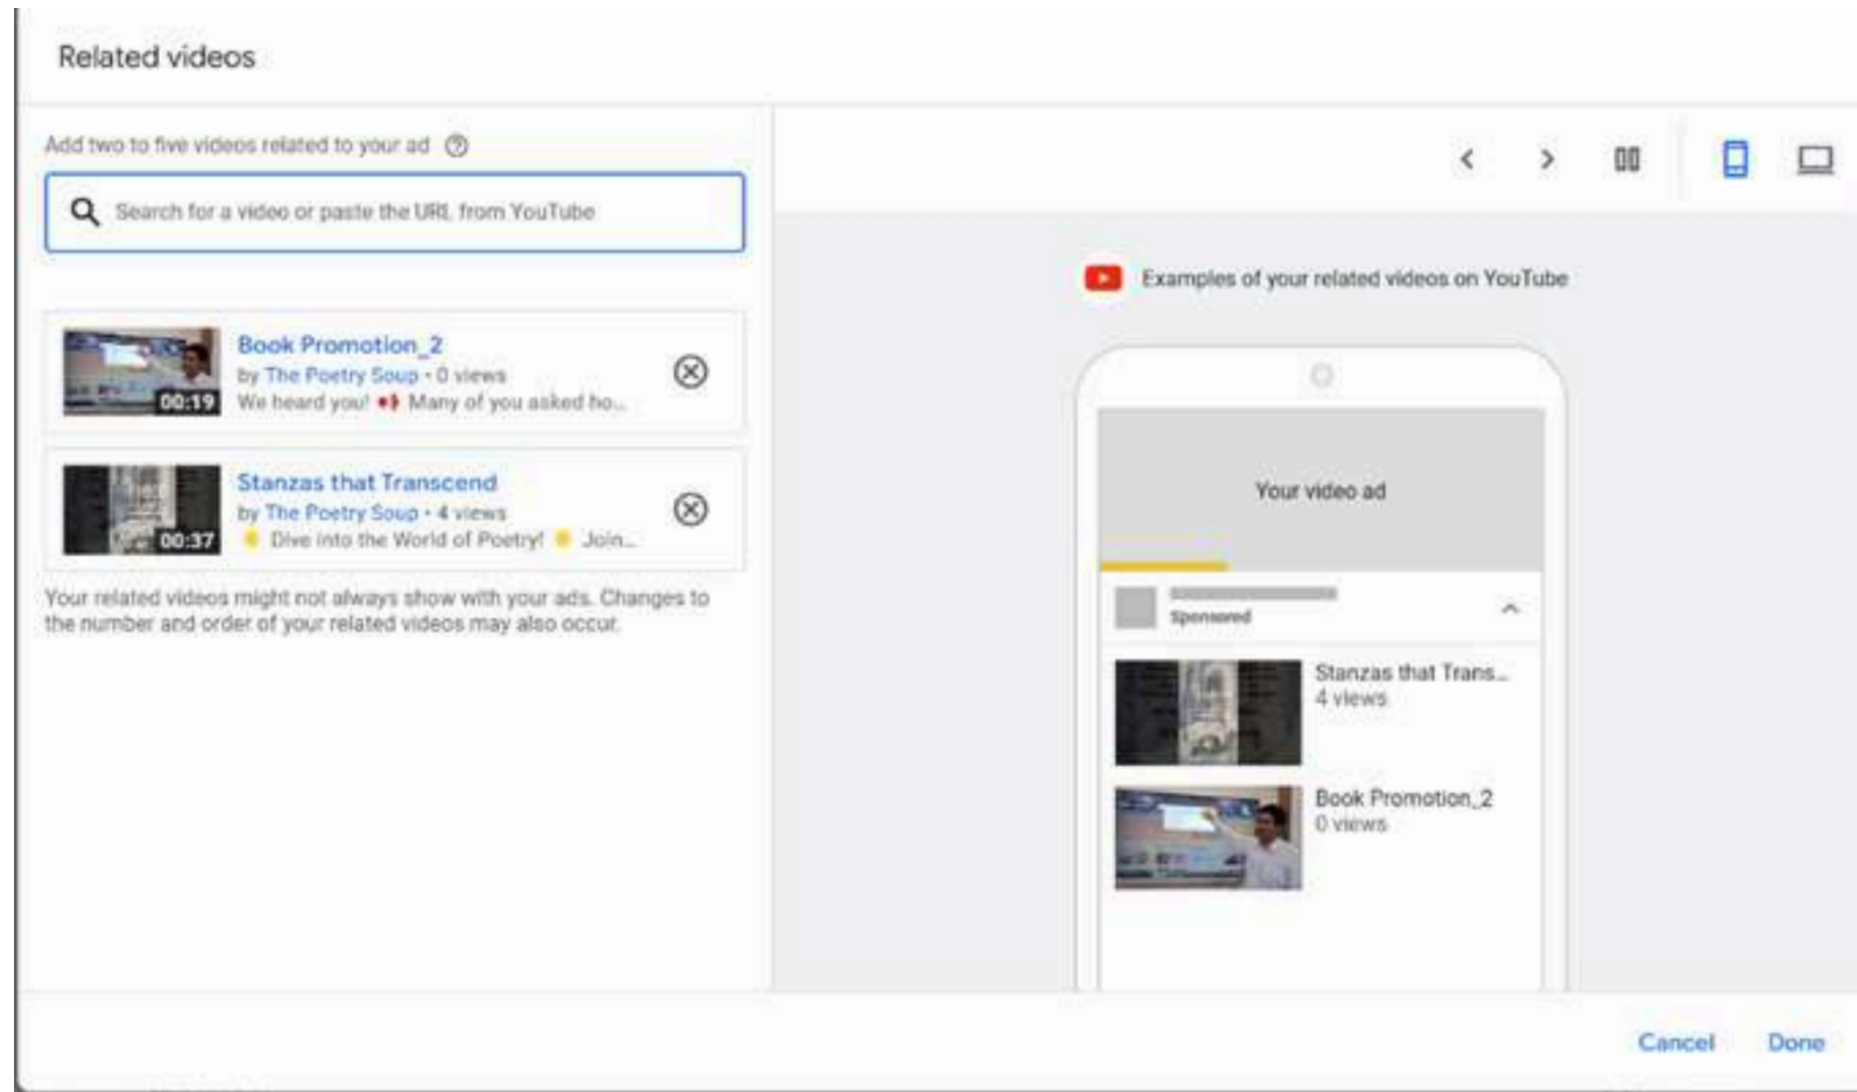 Related videos
Add two to five videos related to your ad
Search for a video or paste the URL from YouTube
Book Promotion_2
by The Poetry Soup • 0 views
We heard you! Many of you asked ho...
00:19
Stanzas that Transcend
by The Poetry Soup • 4 views
Dive into the World of Poetry! Join...
00:37
Your related videos might not always show with your ads. Changes to
the number and order of your related videos may also occur.
Examples of your related videos on YouTube
Your video ad
Sponsored
Stanzas that Trans...
4 views
Book Promotion_2
0 views
Cancel
Done